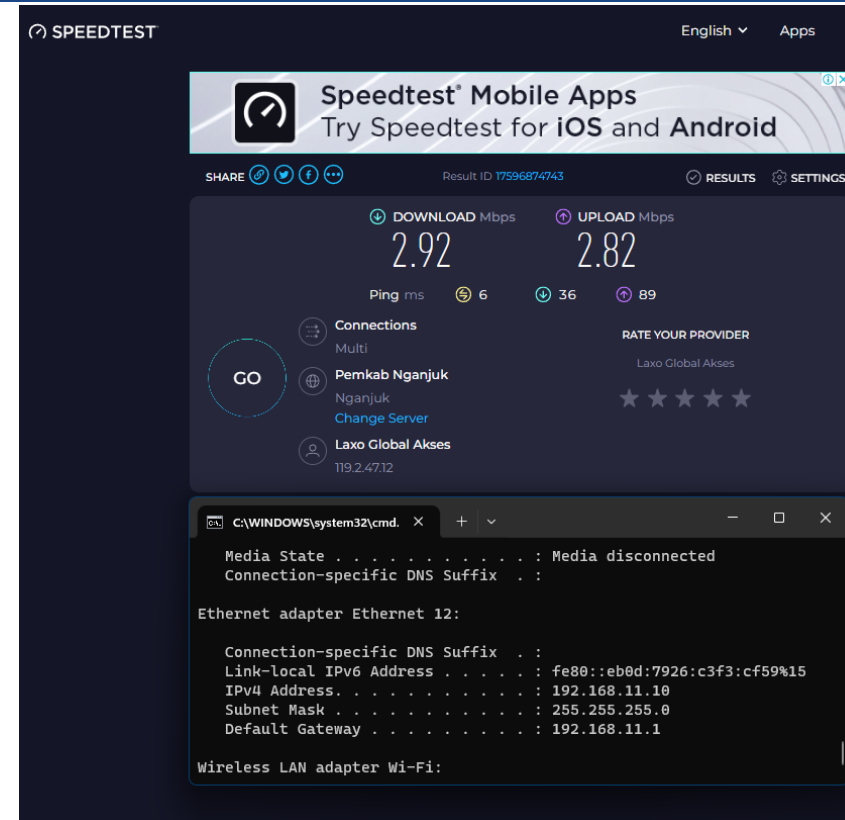 SPEEDTEST
English Apps
Speedtest® Mobile Apps
Try Speedtest for iOS and Android
SHARE Result ID 17596874743 RESULTS SETTINGS
DOWNLOAD Mbps UPLOAD Mbps
2.92 2.82
Ping ms 6 36 89
Connections
Multi
RATE YOUR PROVIDER
Laxo Global Akses
GO
Pemkab Nganjuk
Nganjuk
Change Server
Laxo Global Akses
119.2.47.12
C:\WINDOWS\system32\cmd.
Media State . . . . . . . . . . . : Media disconnected
Connection-specific DNS Suffix . :
Ethernet adapter Ethernet 12:
Connection-specific DNS Suffix . :
Link-local IPv6 Address . . . . . : fe80::eb0d:7926:c3f3:cf59%15
IPv4 Address. . . . . . . . . . . : 192.168.11.10
Subnet Mask . . . . . . . . . . . : 255.255.255.0
Default Gateway . . . . . . . . . : 192.168.11.1
Wireless LAN adapter Wi-Fi: